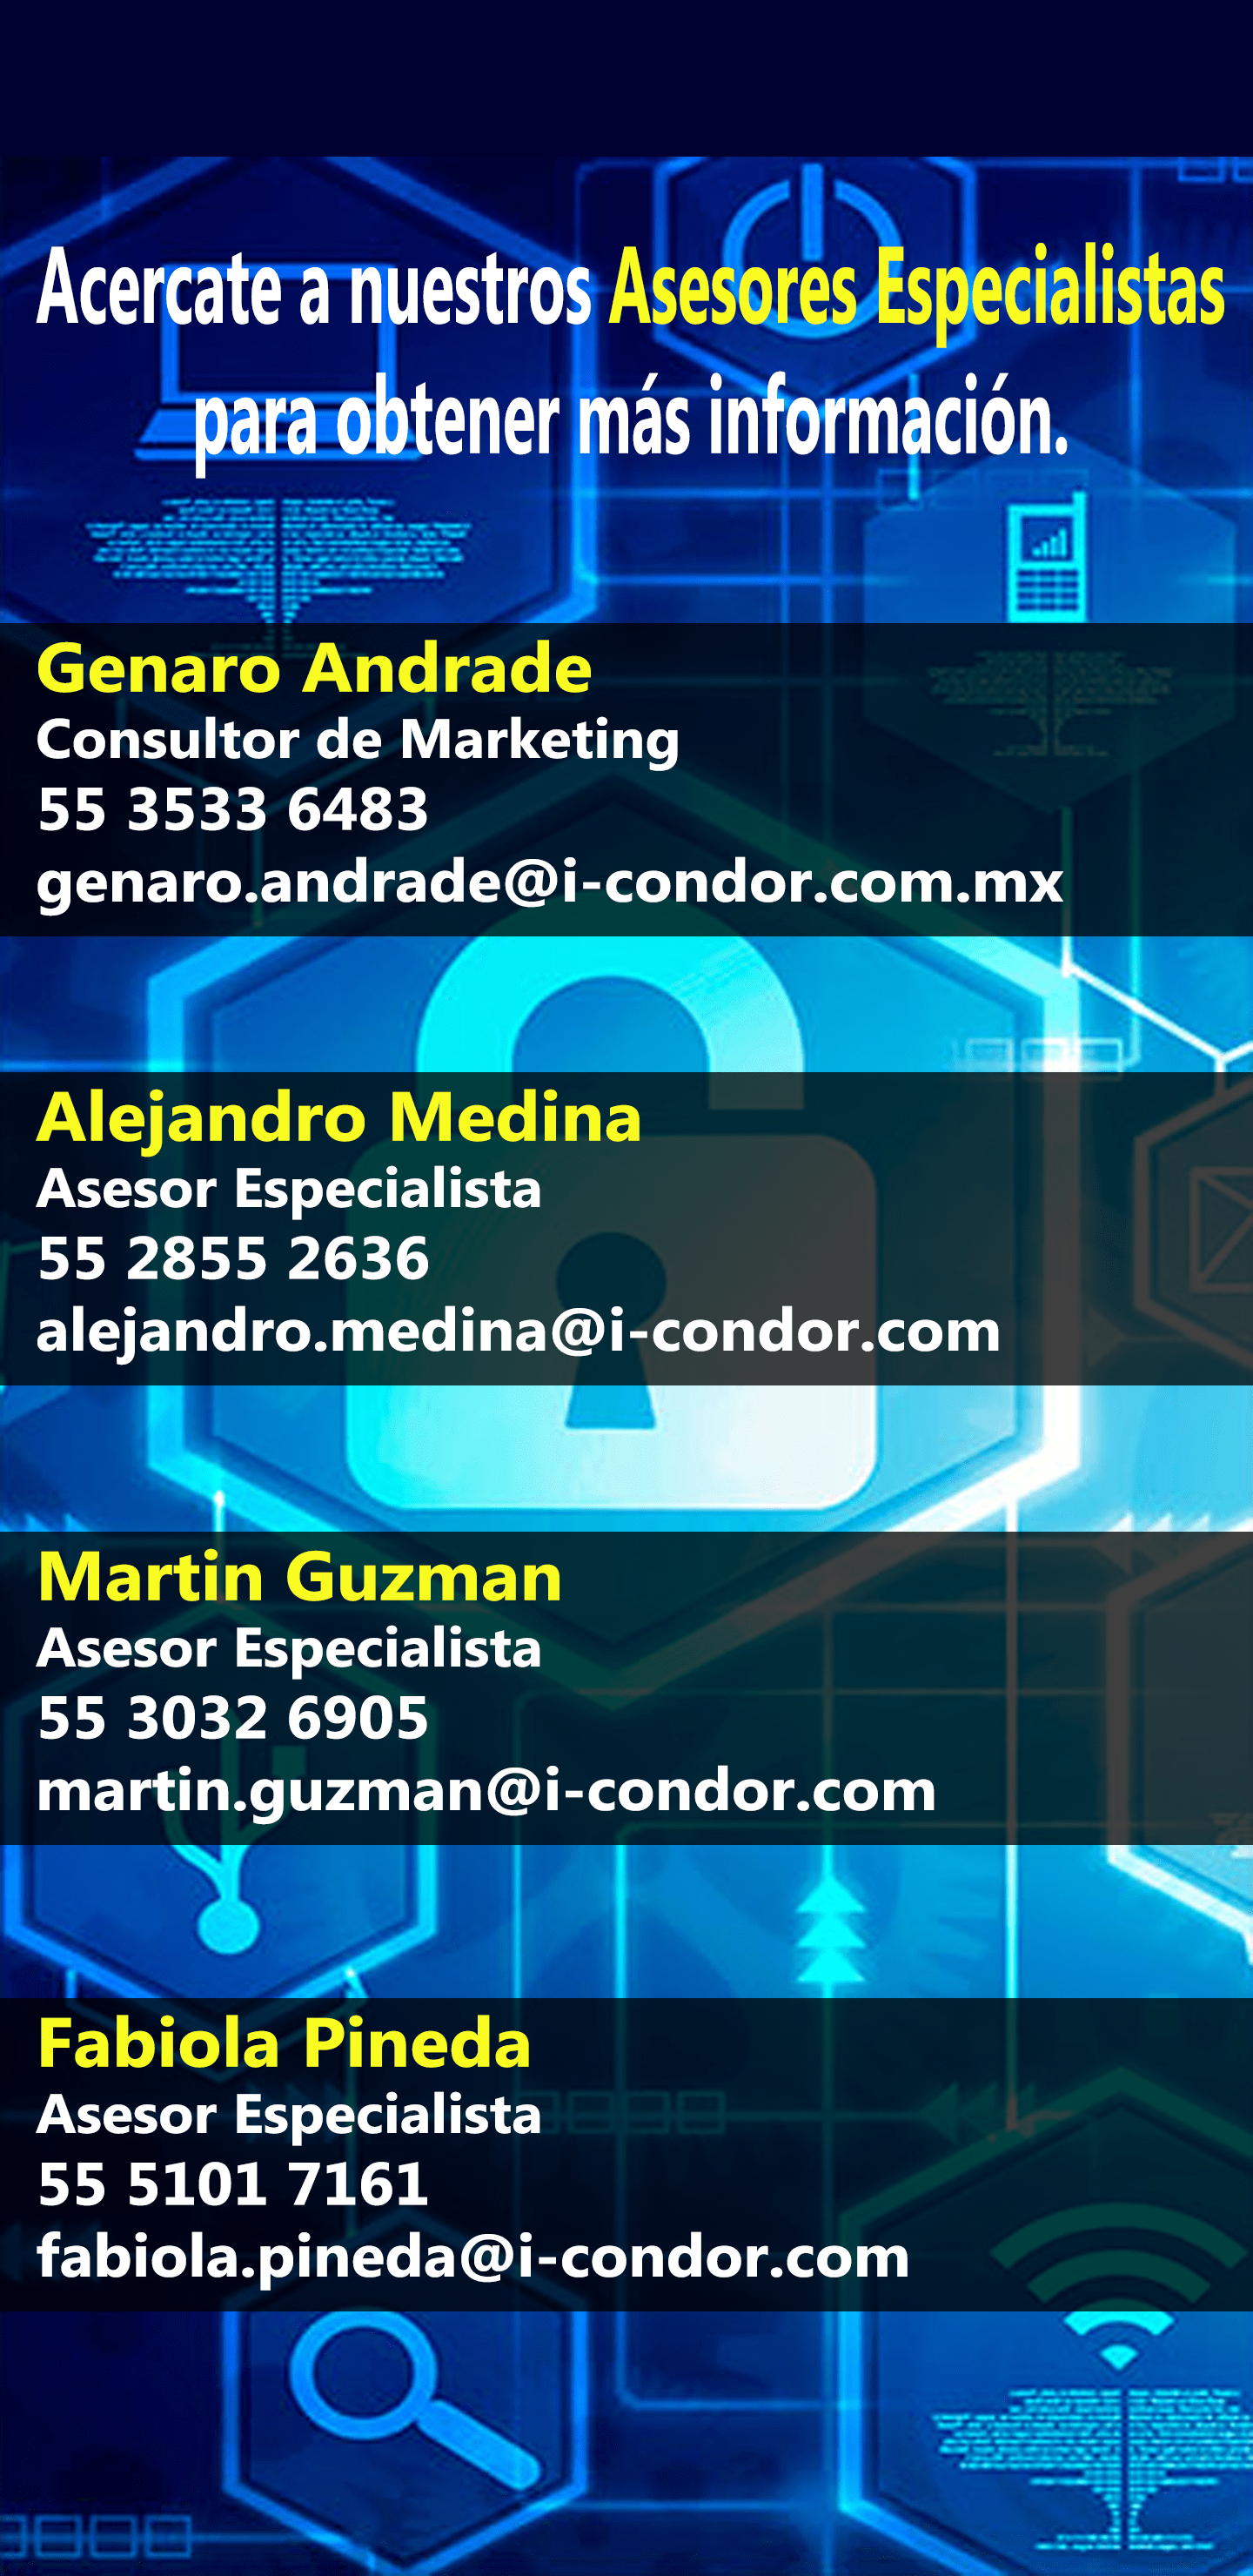 Acercate a nuestros Asesores Especialistas
para obtener más información.
Genaro Andrade
Consultor de Marketing
55 3533 6483
genaro.andrade@i-condor.com.mx
Alejandro Medina
Asesor Especialista
55 2855 2636
alejandro.medina@i-condor.com
Martin Guzman
Asesor Especialista
55 3032 6905
martin.guzman@i-condor.com
Fabiola Pineda
Asesor Especialista
55 5101 7161
fabiola.pineda@i-condor.com